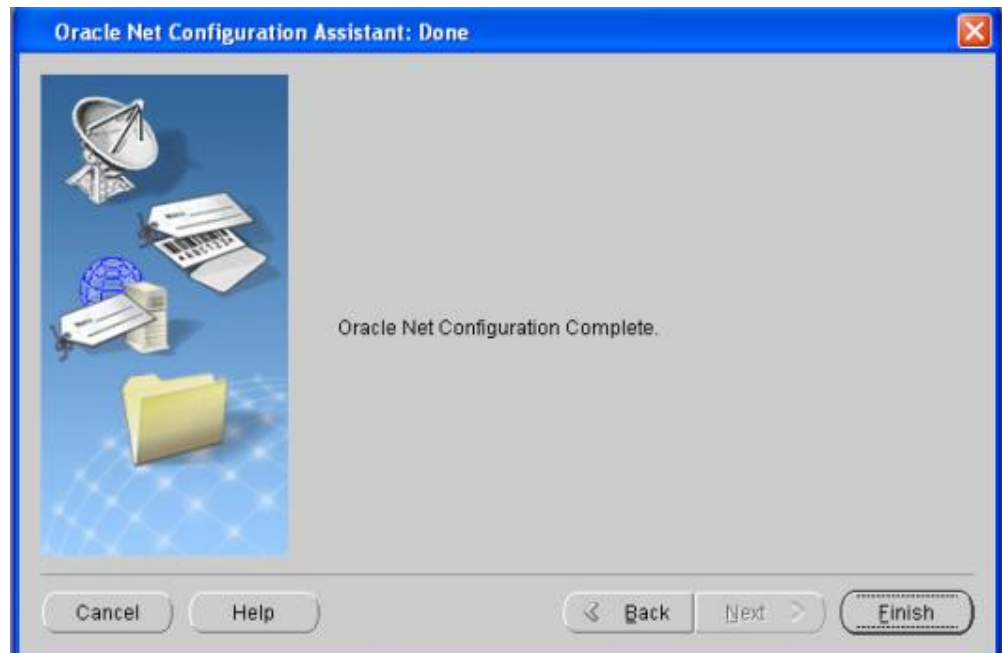 Oracle Net Configuration Assistant: Done
Oracle Net Configuration Complete.
Cancel
Help
Back
Next
Finish